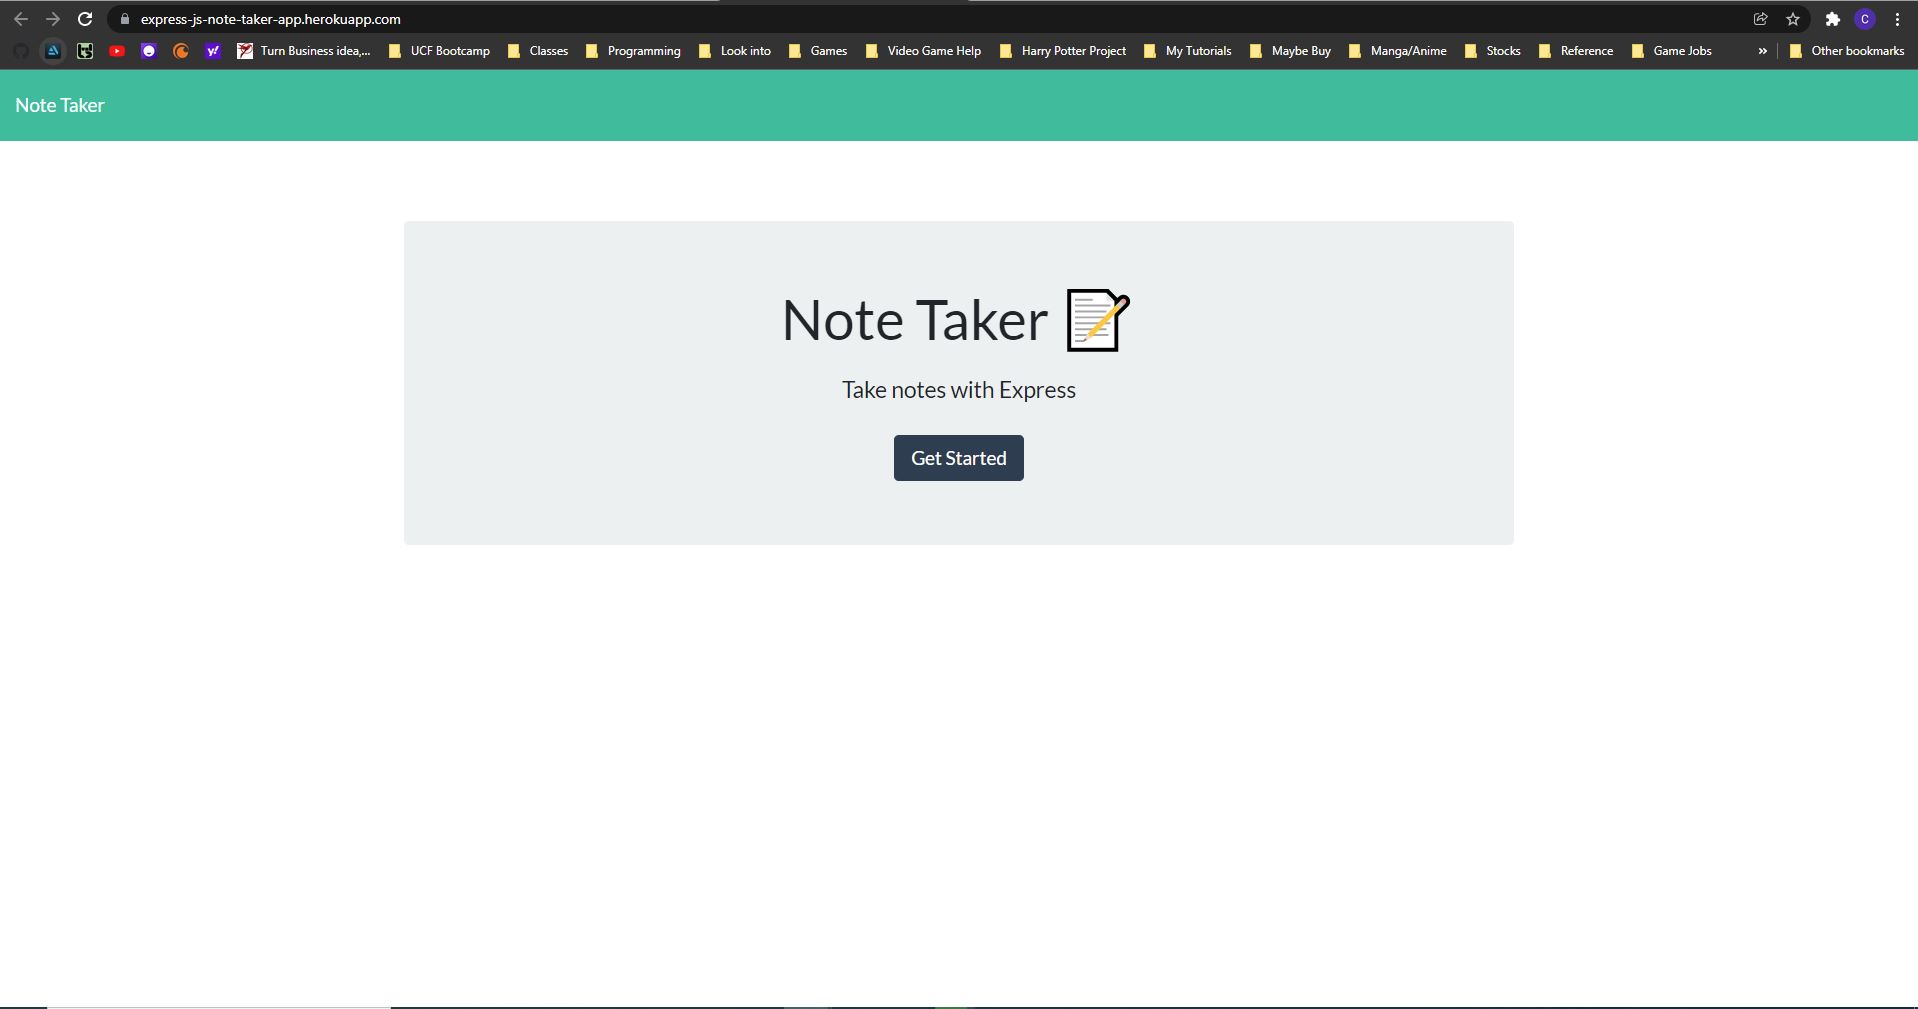 express-js-note-taker-app.herokuapp.com
C
y! Turn Business idea,... UCF Bootcamp Classes Programming Look into Games Video Game Help Harry Potter Project My Tutorials Maybe Buy Manga/Anime Stocks Reference Game Jobs » Other bookmarks
Note Taker
Note Taker
Take notes with Express
Get Started